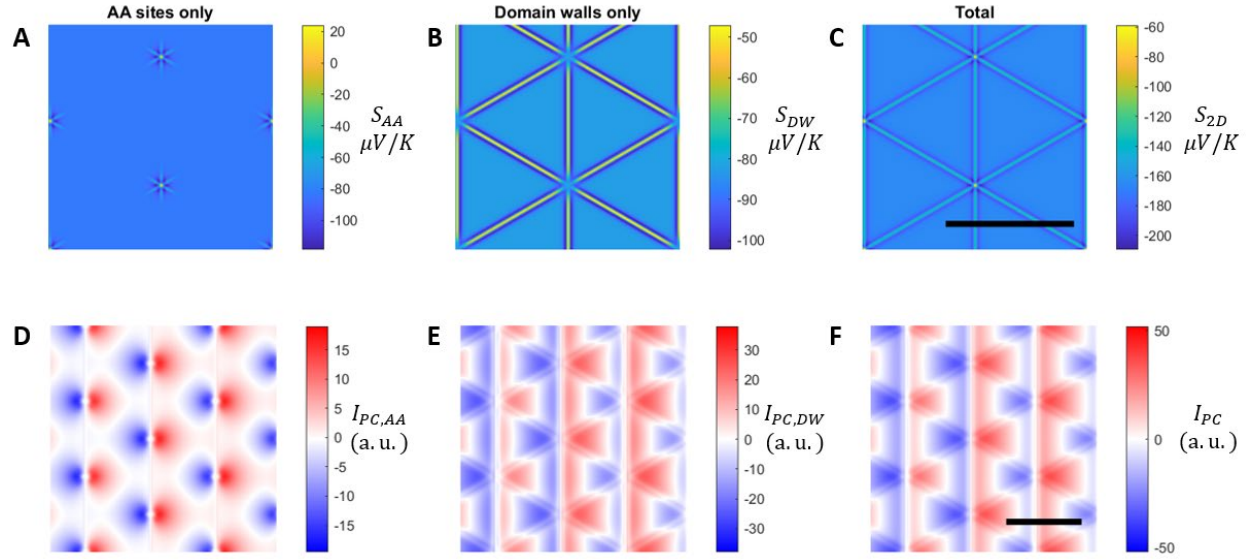 AA sites only
Domain walls only
Total
A
20
0
-20
-40
-60
-80
-100
S_AA
μV/K
B
-50
-60
-70
-80
-90
-100
S_DW
μV/K
C
-60
-80
-100
-120
-140
-160
-180
-200
S_2D
μV/K
D
15
10
5
0
-5
-10
-15
I_PC,AA
(a.u.)
E
30
20
10
0
-10
-20
-30
I_PC,DW
(a.u.)
F
50
0
-50
I_PC
(a.u.)